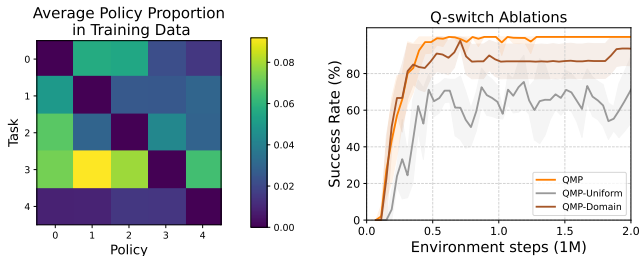 Average Policy Proportion
in Training Data
Task
0
1
2
3
4
0 1 2 3 4
Policy
0.08
0.06
0.04
0.02
0.00
Q-switch Ablations
Success Rate (%)
80
60
40
20
0
0.0 0.5 1.0 1.5 2.0
Environment steps (1M)
QMP
QMP-Uniform
QMP-Domain